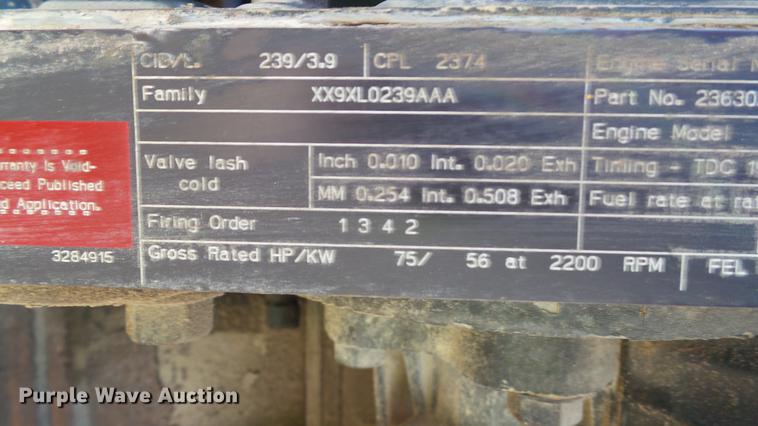 CID/L. 239/3.9 CPL 2374 Engine Serial
Family XX9XL0239AAA Part No. 23630
Engine Model
Warranty Is Void-
Exceed Published
Application.
Valve lash
cold
Inch 0.010 Int. 0.020 Exh Timing - TDC
MM 0.254 Int. 0.508 Exh Fuel rate at
Firing Order 1 3 4 2
3284915
Gross Rated HP/KW 75/ 56 at 2200 RPM FEL
Purple Wave Auction